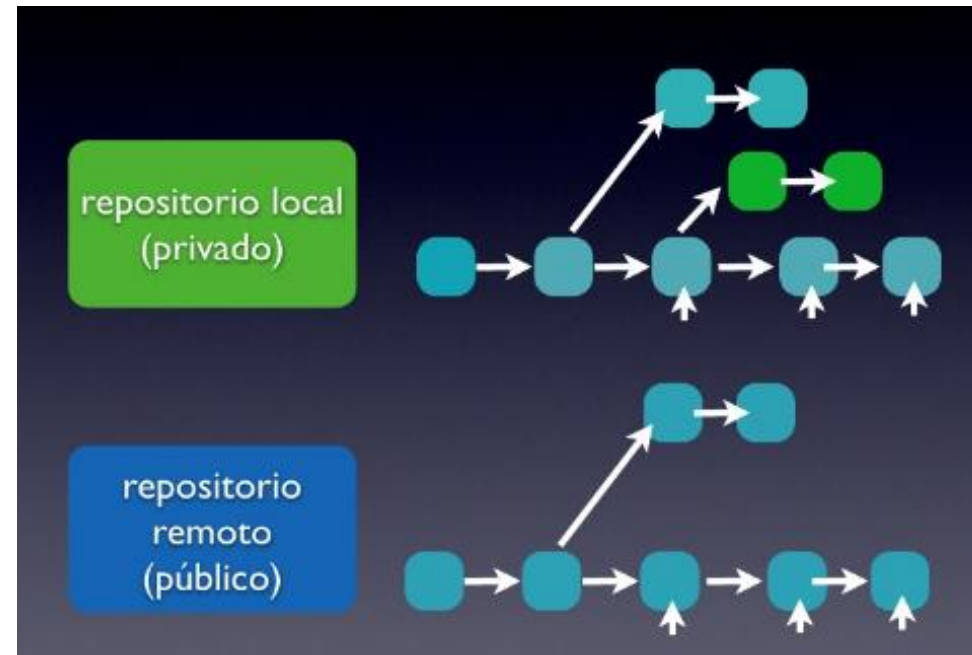 repositorio local
(privado)
repositorio
remoto
(público)